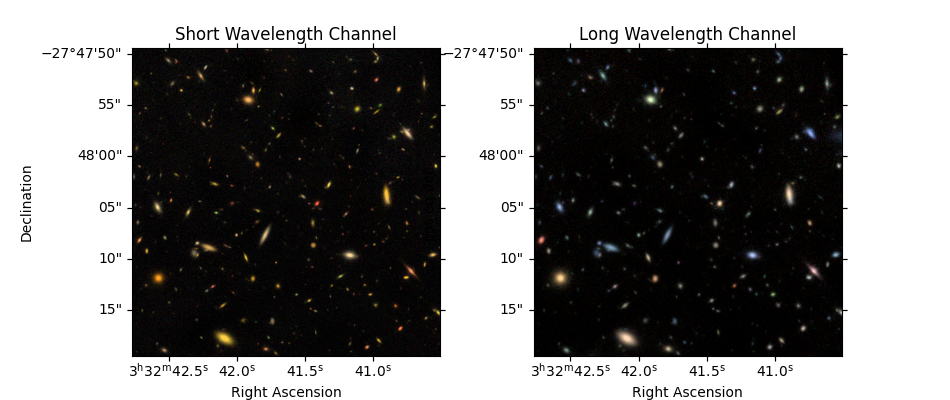 Short Wavelength Channel
Long Wavelength Channel
−27°47'50"
55"
48'00"
05"
10"
15"
Declination
3ʰ32ᵐ42.5ˢ
42.0ˢ
41.5ˢ
41.0ˢ
Right Ascension
−27°47'50"
55"
48'00"
05"
10"
15"
3ʰ32ᵐ42.5ˢ
42.0ˢ
41.5ˢ
41.0ˢ
Right Ascension